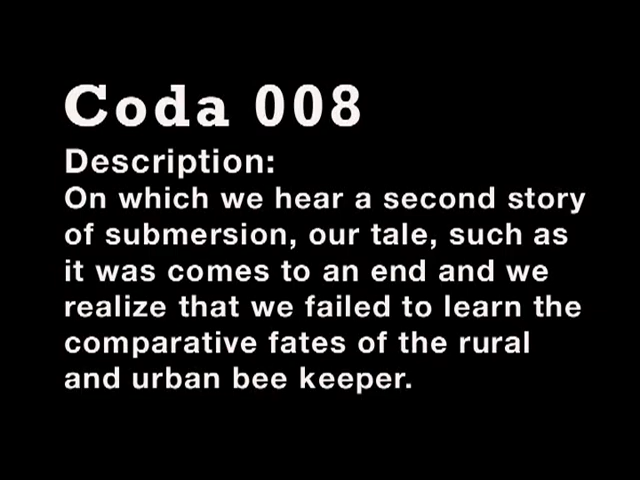 Coda 008
Description:
On which we hear a second story
of submersion, our tale, such as
it was comes to an end and we
realize that we failed to learn the
comparative fates of the rural
and urban bee keeper.